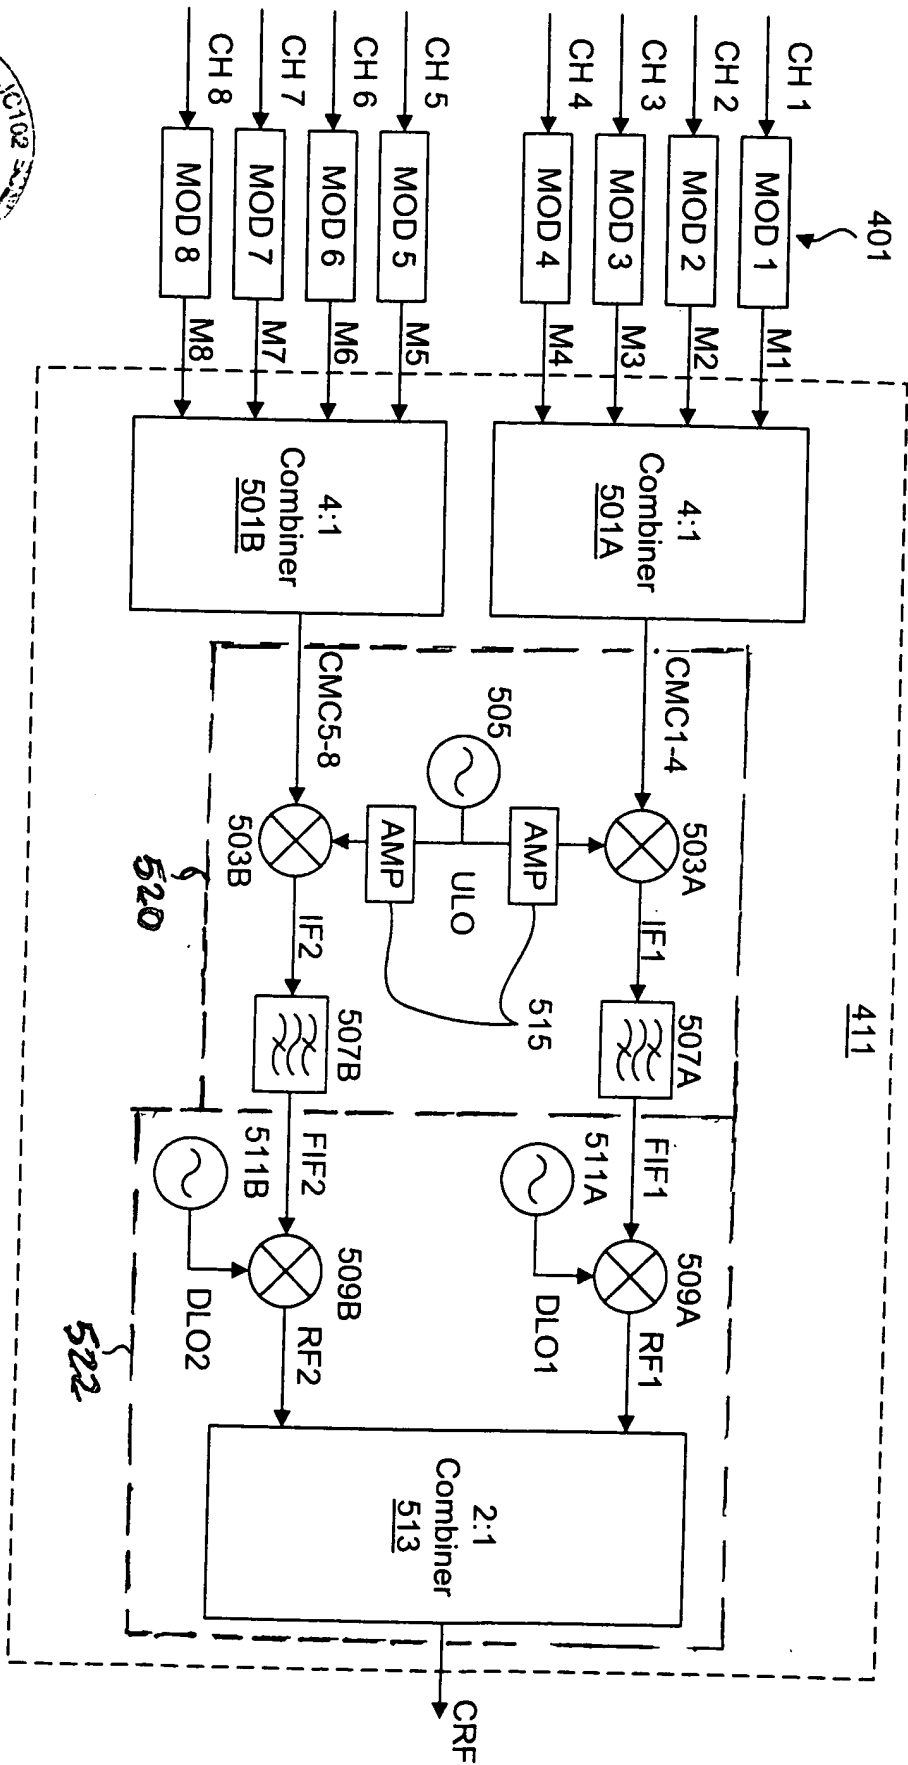 CH 1
MOD 1
401
M1
CH 2
MOD 2
M2
CH 3
MOD 3
M3
CH 4
MOD 4
M4
CH 5
MOD 5
M5
CH 6
MOD 6
M6
CH 7
MOD 7
M7
CH 8
MOD 8
M8
411
4:1
Combiner
501A
4:1
Combiner
501B
CMC1-4
503A
IF1
507A
FIF1
509A
RF1
505
AMP
ULO
AMP
515
511A
DLO1
CMC5-8
503B
IF2
507B
FIF2
509B
RF2
511B
DLO2
520
522
2:1
Combiner
513
CRF
JC102